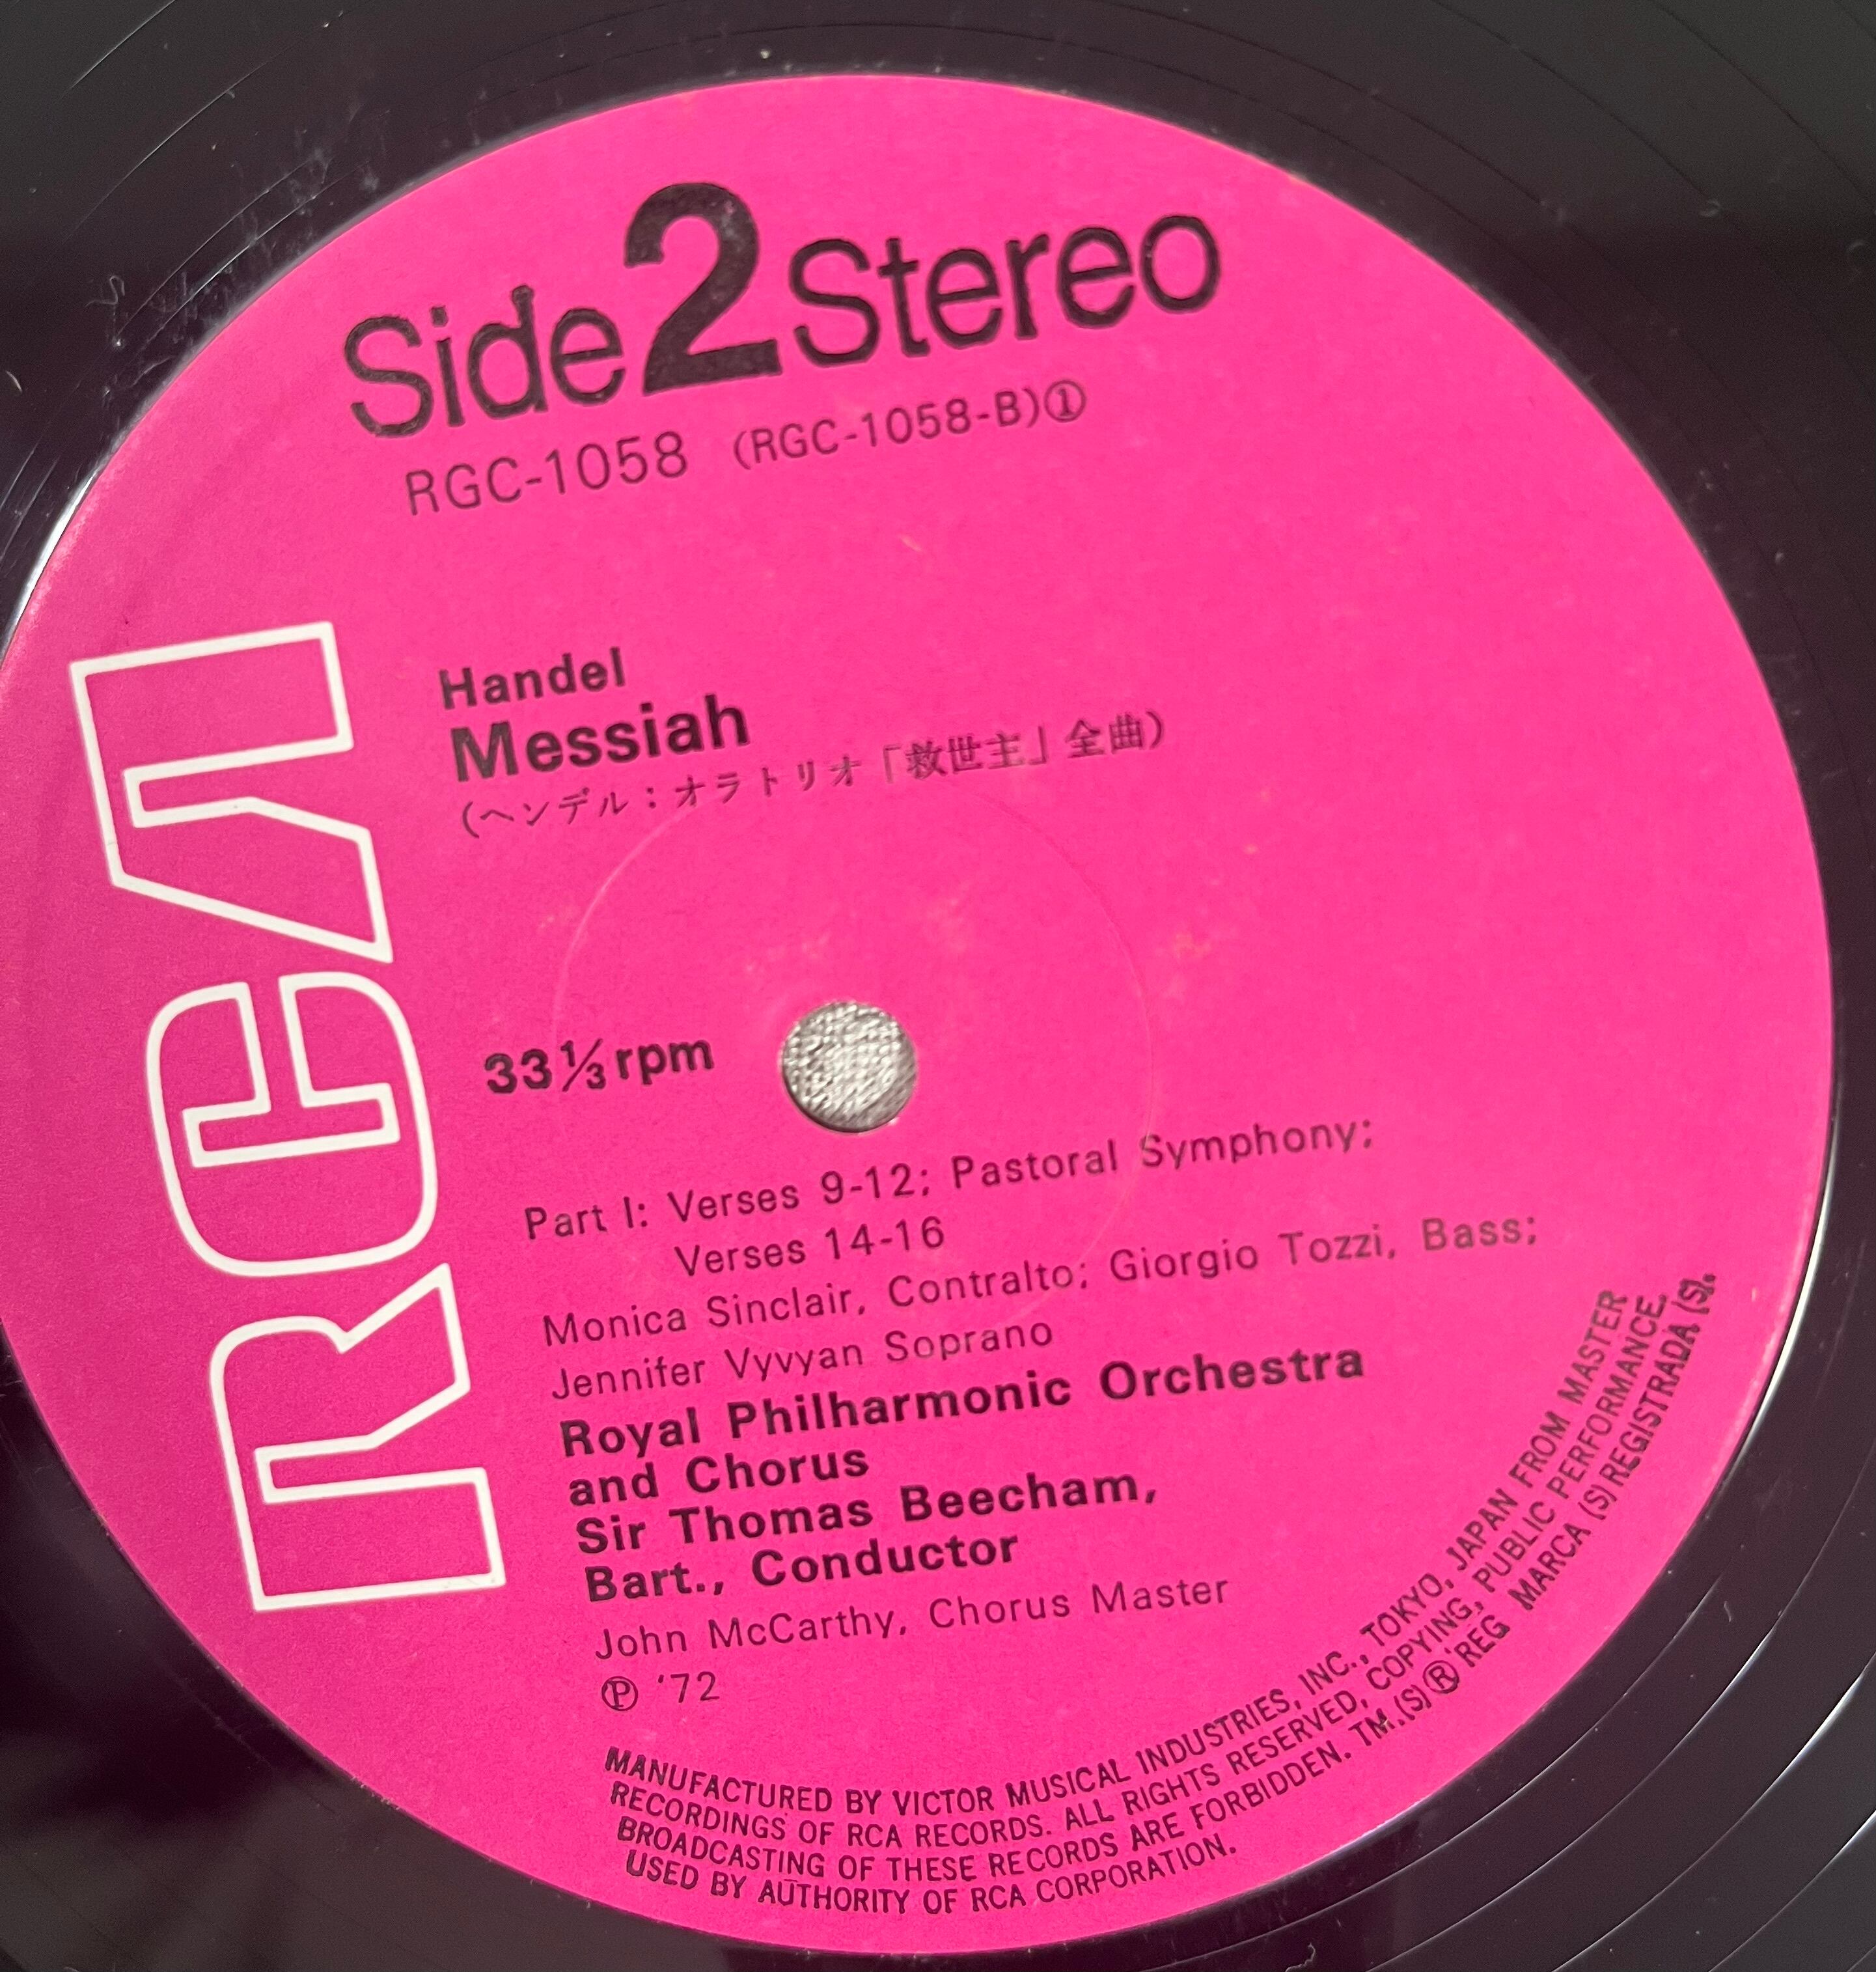 Side 2 Stereo
RGC-1058 (RGC-1058-B)①
RCA
Handel
Messiah
(ヘンデル：オラトリオ「救世主」全曲)
33⅓ rpm
Part I: Verses 9-12; Pastoral Symphony;
Verses 14-16
Monica Sinclair, Contralto; Giorgio Tozzi, Bass;
Jennifer Vyvyan Soprano
Royal Philharmonic Orchestra
and Chorus
Sir Thomas Beecham,
Bart., Conductor
John McCarthy, Chorus Master
℗ '72
MANUFACTURED BY VICTOR MUSICAL INDUSTRIES, INC., TOKYO, JAPAN FROM MASTER
RECORDINGS OF RCA RECORDS. ALL RIGHTS RESERVED, COPYING, PUBLIC PERFORMANCE,
BROADCASTING OF THESE RECORDS ARE FORBIDDEN. TM.(S) ® REG MARCA (S) REGISTRADA (S).
USED BY AUTHORITY OF RCA CORPORATION.